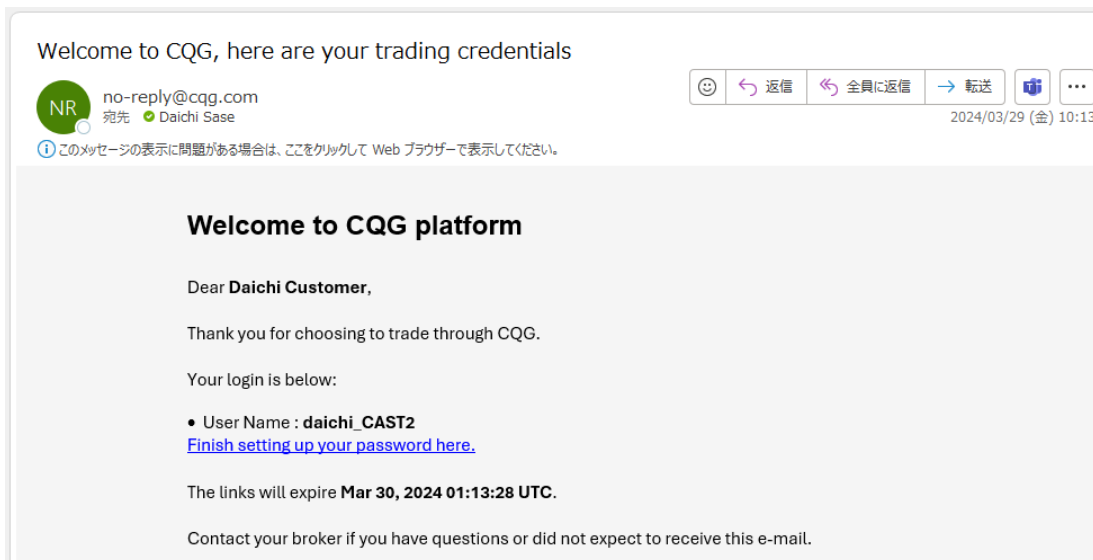 Welcome to CQG, here are your trading credentials
NR
no-reply@cqg.com
宛先 Daichi Sase
返信
全員に返信
転送
2024/03/29 (金) 10:13
このメッセージの表示に問題がある場合は、ここをクリックして Web ブラウザーで表示してください。
Welcome to CQG platform
Dear Daichi Customer,
Thank you for choosing to trade through CQG.
Your login is below:
• User Name : daichi_CAST2
Finish setting up your password here.
The links will expire Mar 30, 2024 01:13:28 UTC.
Contact your broker if you have questions or did not expect to receive this e-mail.